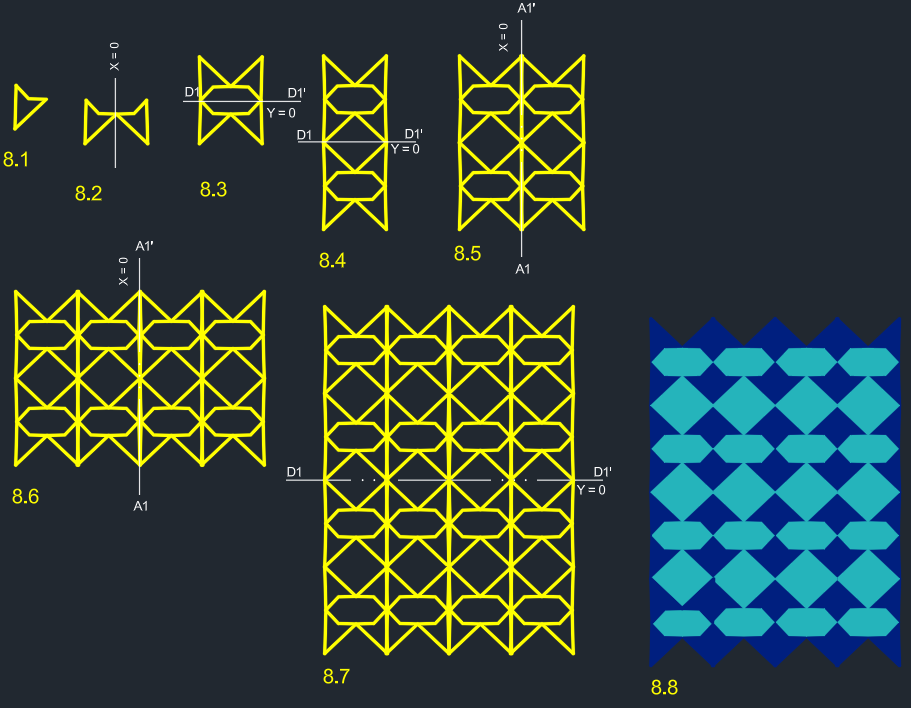 8.1
X = 0
8.2
D1 D1'
Y = 0
8.3
D1 D1'
Y = 0
8.4
A1'
X = 0
A1
8.5
A1'
X = 0
A1
8.6
D1 D1'
Y = 0
8.7
8.8